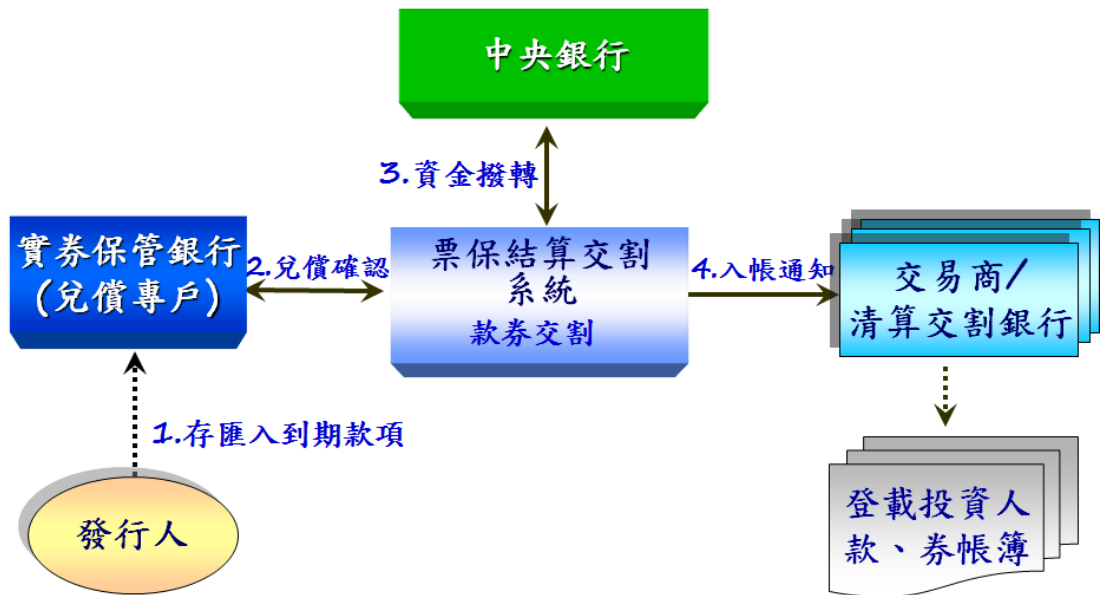 中央銀行
3.資金撥轉
實券保管銀行
(兌償專戶)
2.兌償確認
票保結算交割
系統
款券交割
4.入帳通知
交易商/
清算交割銀行
1.存匯入到期款項
發行人
登載投資人
款、券帳簿